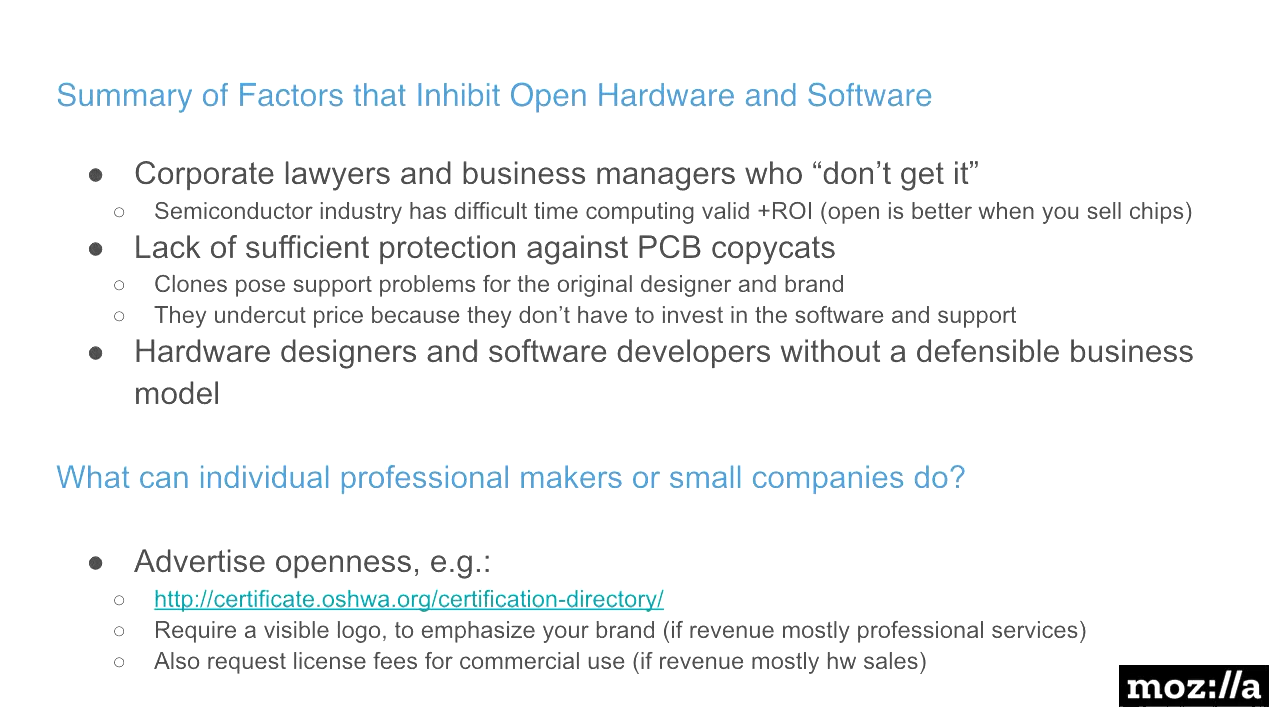 Summary of Factors that Inhibit Open Hardware and Software
● Corporate lawyers and business managers who “don’t get it”
○ Semiconductor industry has difficult time computing valid +ROI (open is better when you sell chips)
● Lack of sufficient protection against PCB copycats
○ Clones pose support problems for the original designer and brand
○ They undercut price because they don’t have to invest in the software and support
● Hardware designers and software developers without a defensible business
model
What can individual professional makers or small companies do?
● Advertise openness, e.g.:
○ http://certificate.oshwa.org/certification-directory/
○ Require a visible logo, to emphasize your brand (if revenue mostly professional services)
○ Also request license fees for commercial use (if revenue mostly hw sales)
moz://a